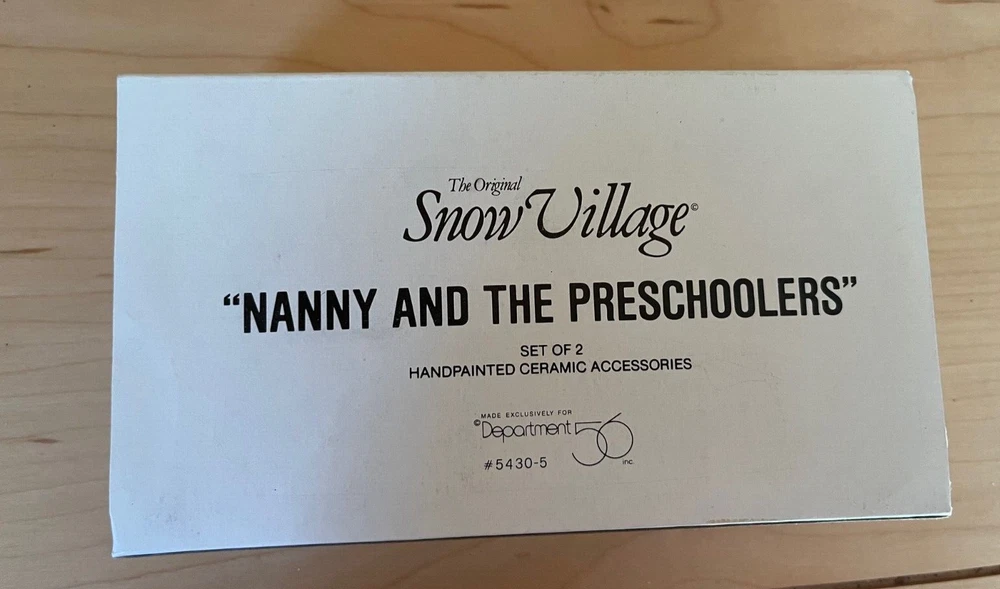 The Original
Snow Village©
“NANNY AND THE PRESCHOOLERS”
SET OF 2
HANDPAINTED CERAMIC ACCESSORIES
MADE EXCLUSIVELY FOR
©Department 56 inc.
#5430-5